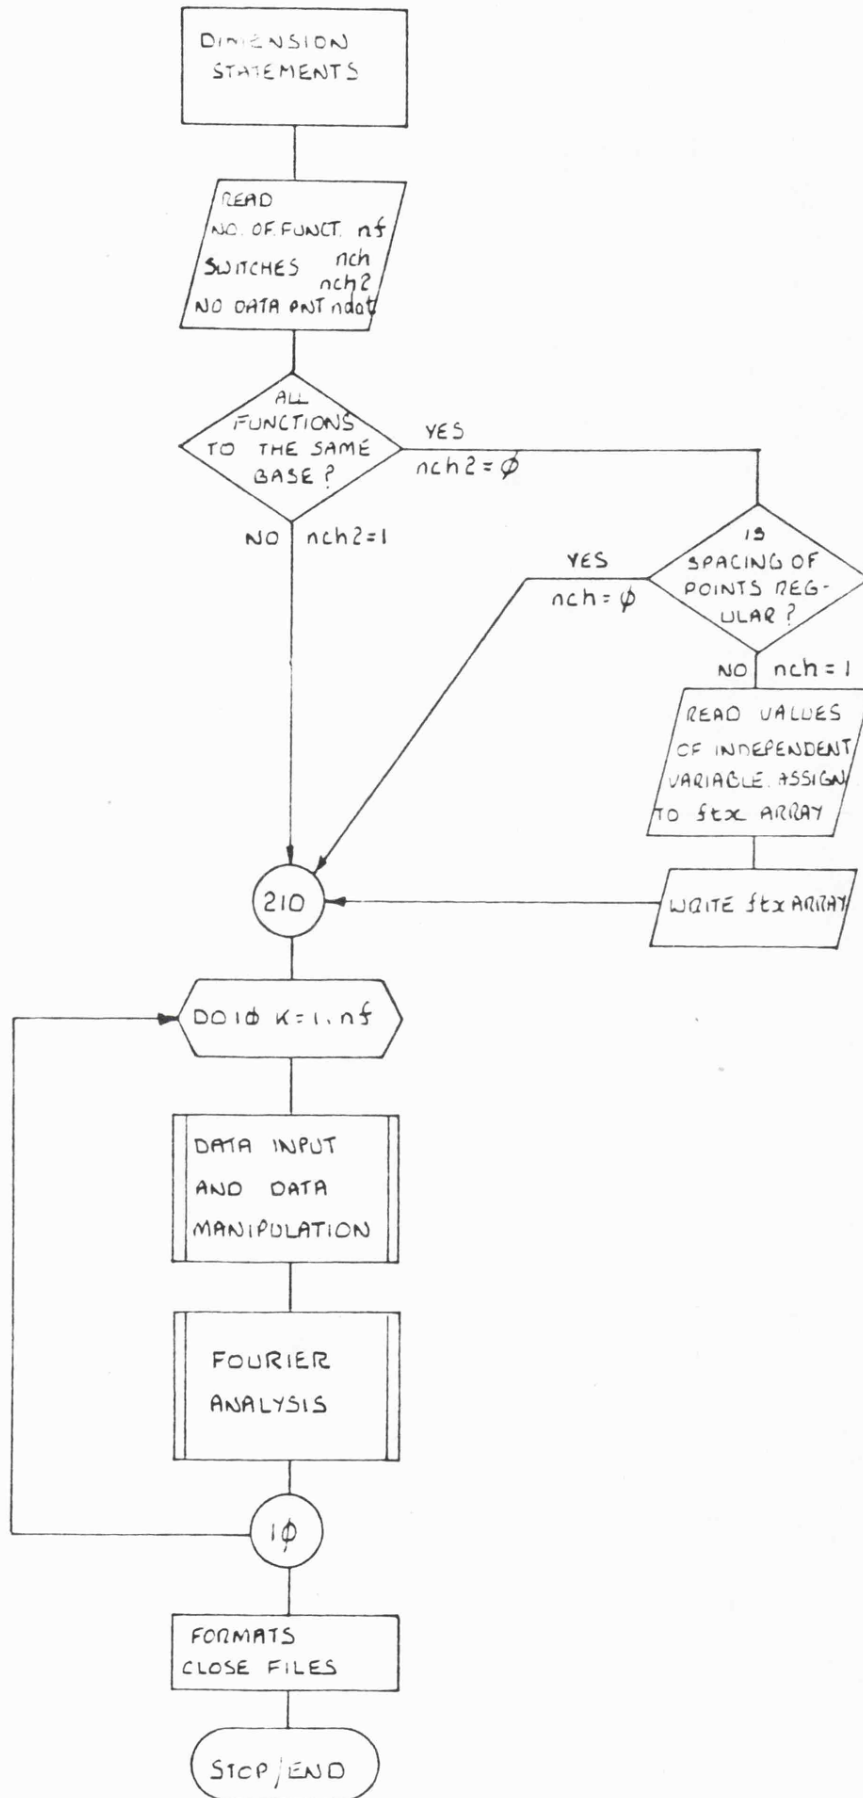 DIMENSION
STATEMENTS
READ
NO. OF FUNCT. nf
SWITCHES nch
nch2
NO DATA PNT ndat
ALL
FUNCTIONS
TO THE SAME
BASE?
YES
nch2=φ
NO nch2=1
IS
SPACING OF
POINTS REG-
ULAR?
YES
nch=φ
NO nch=1
READ VALUES
OF INDEPENDENT
VARIABLE. ASSIGN
TO ftx ARRAY
WRITE ftx ARRAY
210
DO 1φ K=1, nf
DATA INPUT
AND DATA
MANIPULATION
FOURIER
ANALYSIS
1φ
FORMATS
CLOSE FILES
STOP/END